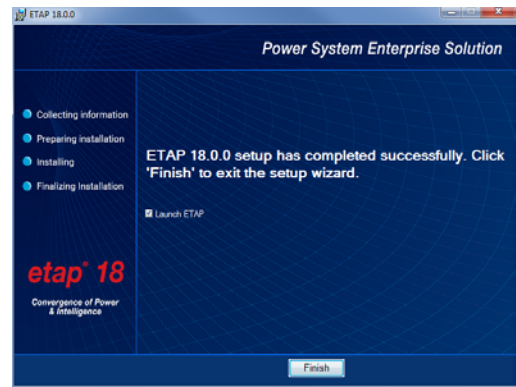 ETAP 18.0.0
Power System Enterprise Solution
Collecting information
Preparing installation
Installing
Finalizing Installation
ETAP 18.0.0 setup has completed successfully. Click
'Finish' to exit the setup wizard.
Launch ETAP
etap® 18
Convergence of Power
& Intelligence
Finish